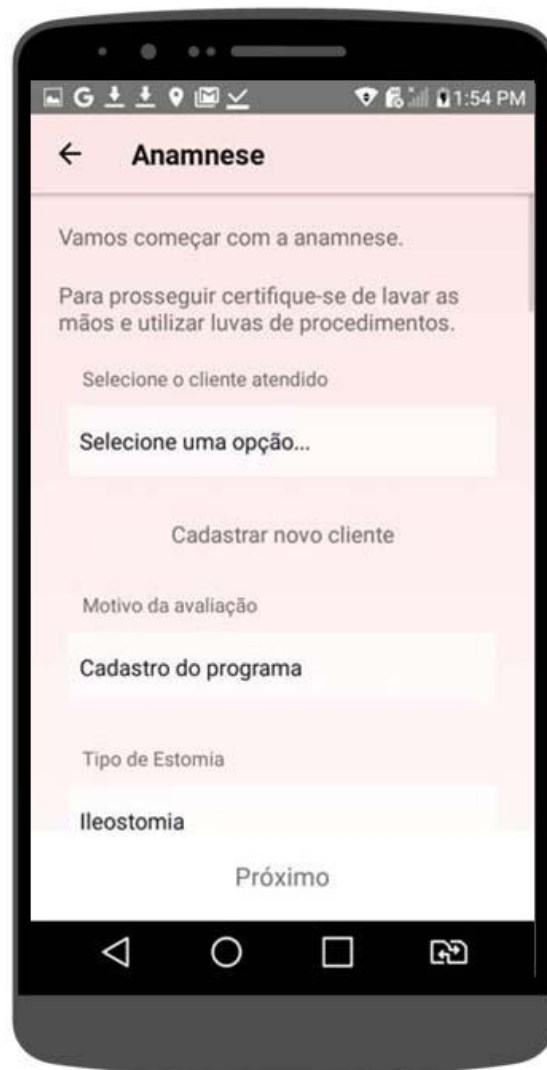 G 1:54 PM
Anamnese
Vamos começar com a anamnese.
Para prosseguir certifique-se de lavar as
mãos e utilizar luvas de procedimentos.
Selecione o cliente atendido
Selecione uma opção...
Cadastrar novo cliente
Motivo da avaliação
Cadastro do programa
Tipo de Estomia
Ileostomia
Próximo